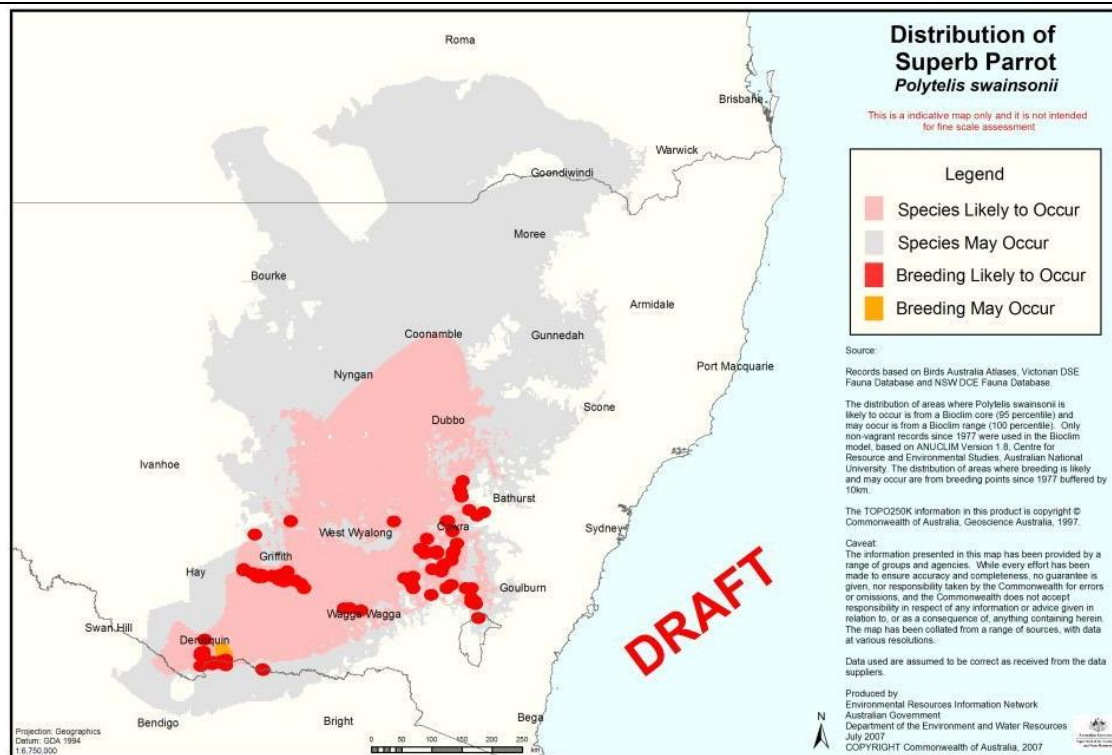 Distribution of
Superb Parrot
Polytelis swainsonii
This is a indicative map only and it is not intended
for fine scale assessment
Legend
Species Likely to Occur
Species May Occur
Breeding Likely to Occur
Breeding May Occur
Source:
Records based on Birds Australia Atlases, Victorian DSE
Fauna Database and NSW DCE Fauna Database.
The distribution of areas where Polytelis swainsonii is
likely to occur is from a Bioclim core (95 percentile) and
may occur is from a Bioclim range (100 percentile). Only
non-vagrant records since 1977 were used in the Bioclim
model, based on ANUCLIM Version 1.8, Centre for
Resource and Environmental Studies, Australian National
University. The distribution of areas where breeding is likely
and may occur are from breeding points since 1977 buffered by
10km.
The TOPO250K information in this product is copyright ©
Commonwealth of Australia, Geoscience Australia, 1997.
Caveat:
The information presented in this map has been provided by a
range of groups and agencies. While every effort has been
made to ensure accuracy and completeness, no guarantee is
given, nor responsibility taken by the Commonwealth for errors
or omissions, and the Commonwealth does not accept
responsibility in respect of any information or advice given in
relation to, or as a consequence of, anything containing herein.
The map has been collated from a range of sources, with data
at various resolutions.
Data used are assumed to be correct as received from the data
suppliers.
Produced by
Environmental Resources Information Network
Australian Government
Department of the Environment and Water Resources
July 2007
COPYRIGHT Commonwealth of Australia, 2007
N
Roma
Brisbane
Warwick
Goondiwindi
Moree
Bourke
Armidale
Coonamble
Gunnedah
Port Macquarie
Nyngan
Scone
Dubbo
Ivanhoe
Bathurst
Cowra
West Wyalong
Sydney
Griffith
Hay
Goulburn
Wagga Wagga
Swan Hill
Deniliquin
Bendigo
Bright
Bega
DRAFT
Projection: Geographics
Datum: GDA 1994
1:6,750,000
0 50 100 150 200 250
km